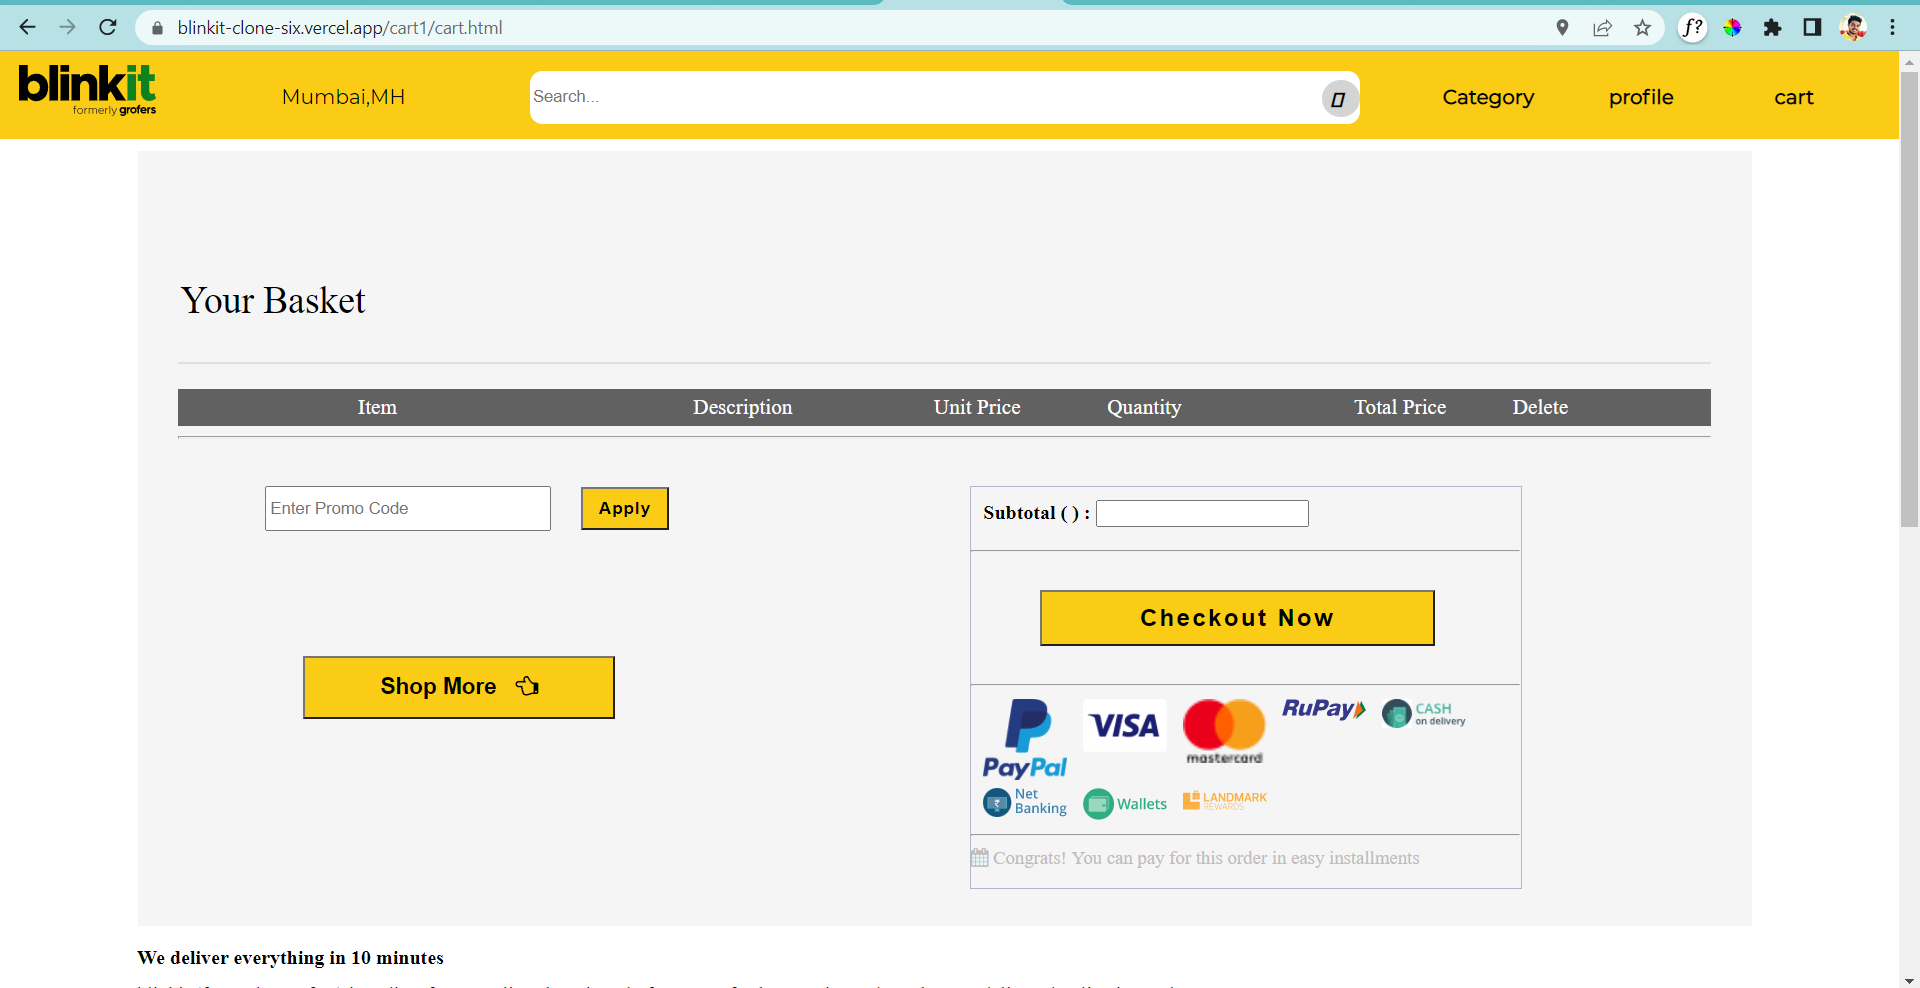 blinkit-clone-six.vercel.app/cart1/cart.html
f?
blinkit
formerly grofers
Mumbai,MH
Search...
Category
profile
cart
Your Basket
Item Description Unit Price Quantity Total Price Delete
Enter Promo Code
Apply
Subtotal ( ) :
Checkout Now
Shop More
PayPal
VISA
mastercard
RuPay
CASH
on delivery
Net
Banking
Wallets
LANDMARK
REWARDS
Congrats! You can pay for this order in easy installments
We deliver everything in 10 minutes